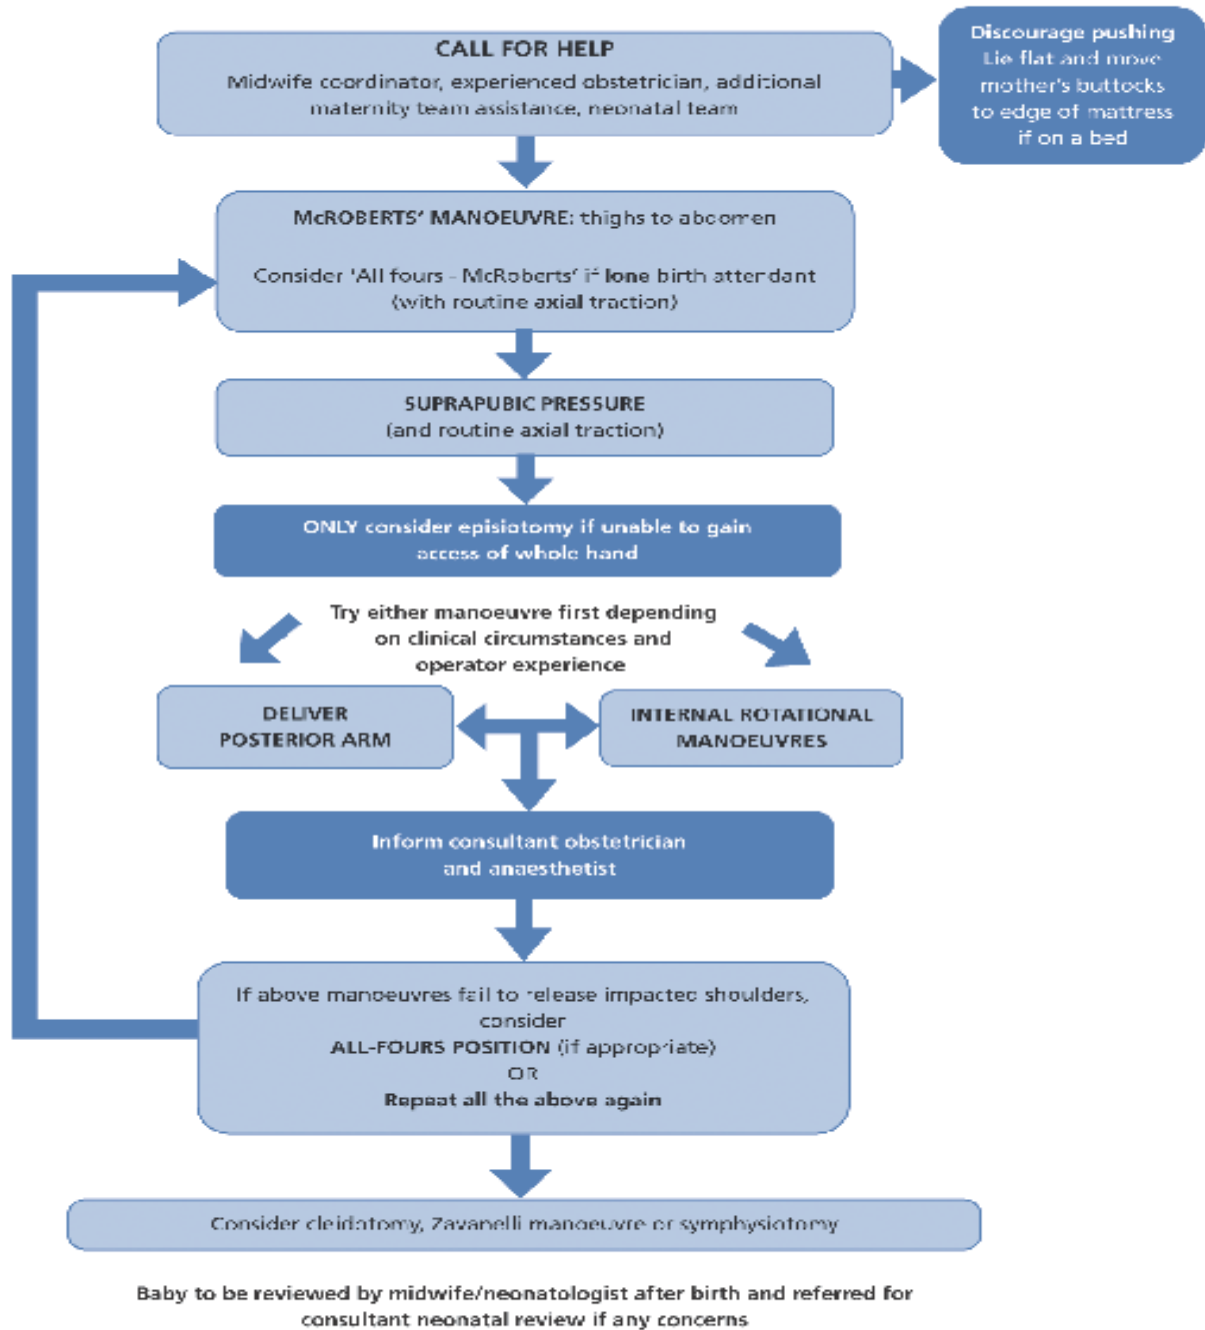 CALL FOR HELP
Midwife coordinator, experienced obstetrician, additional
maternity team assistance, neonatal team
Discourage pushing
Lie flat and move
mother's buttocks
to edge of mattress
if on a bed
McROBERTS' MANOEUVRE: thighs to abdomen
Consider 'All fours - McRoberts' if lone birth attendant
(with routine axial traction)
SUPRAPUBIC PRESSURE
(and routine axial traction)
ONLY consider episiotomy if unable to gain
access of whole hand
Try either manoeuvre first depending
on clinical circumstances and
operator experience
DELIVER
POSTERIOR ARM
INTERNAL ROTATIONAL
MANOEUVRES
Inform consultant obstetrician
and anaesthetist
If above manoeuvres fail to release impacted shoulders,
consider
ALL-FOURS POSITION (if appropriate)
OR
Repeat all the above again
Consider cleidotomy, Zavanelli manoeuvre or symphysiotomy
Baby to be reviewed by midwife/neonatologist after birth and referred for
consultant neonatal review if any concerns